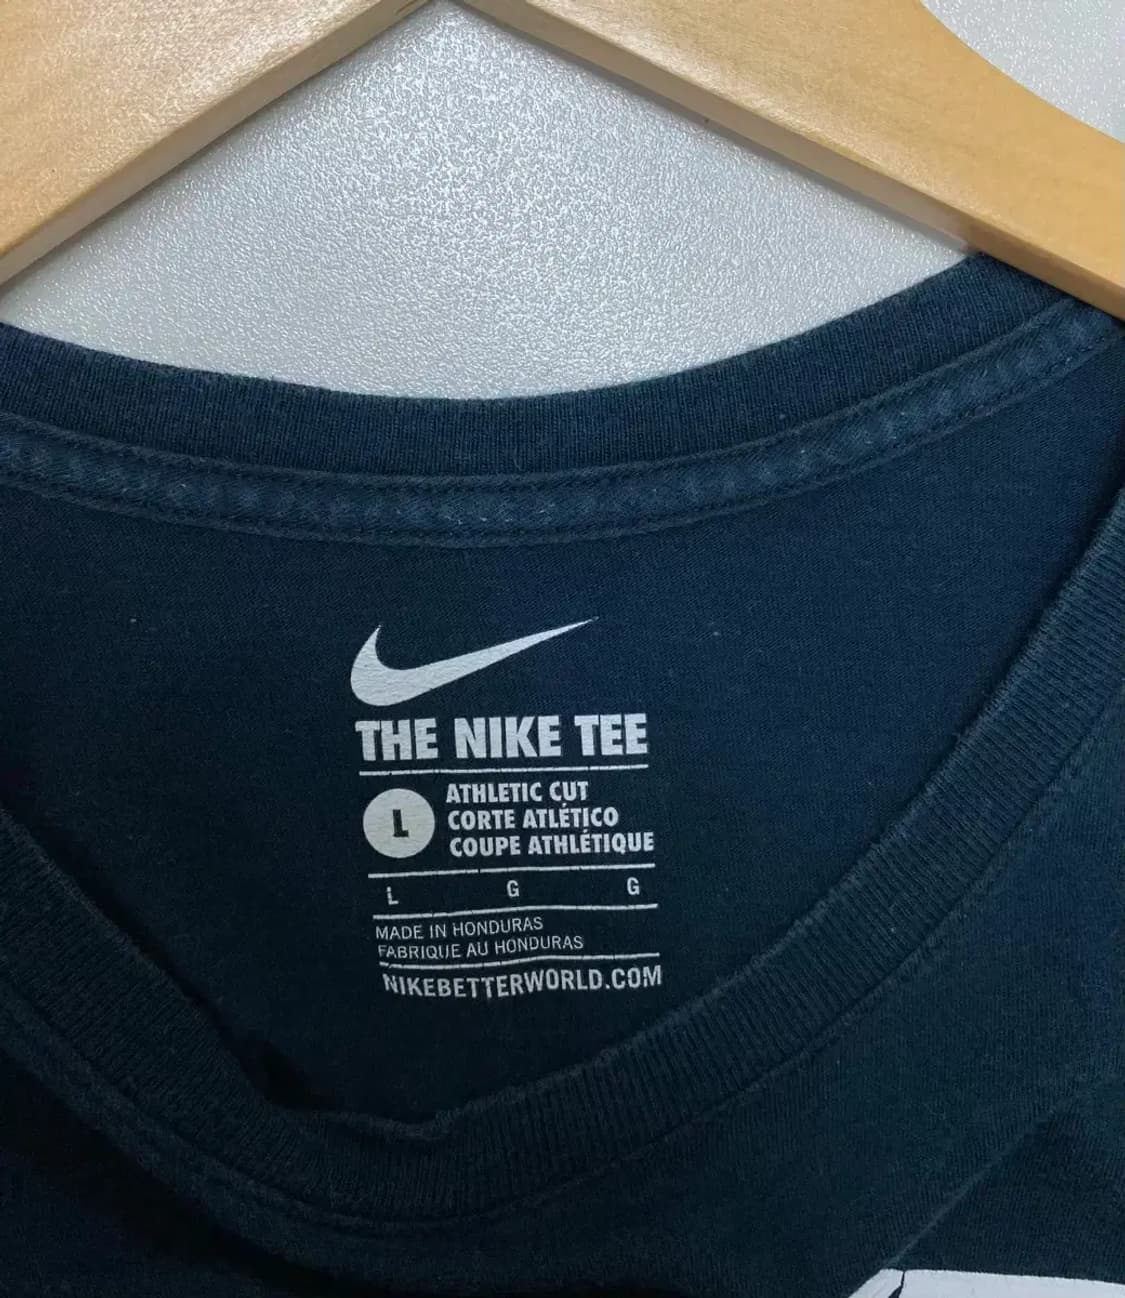 THE NIKE TEE
L
ATHLETIC CUT
CORTE ATLÉTICO
COUPE ATHLÉTIQUE
L G G
MADE IN HONDURAS
FABRIQUE AU HONDURAS
NIKEBETTERWORLD.COM